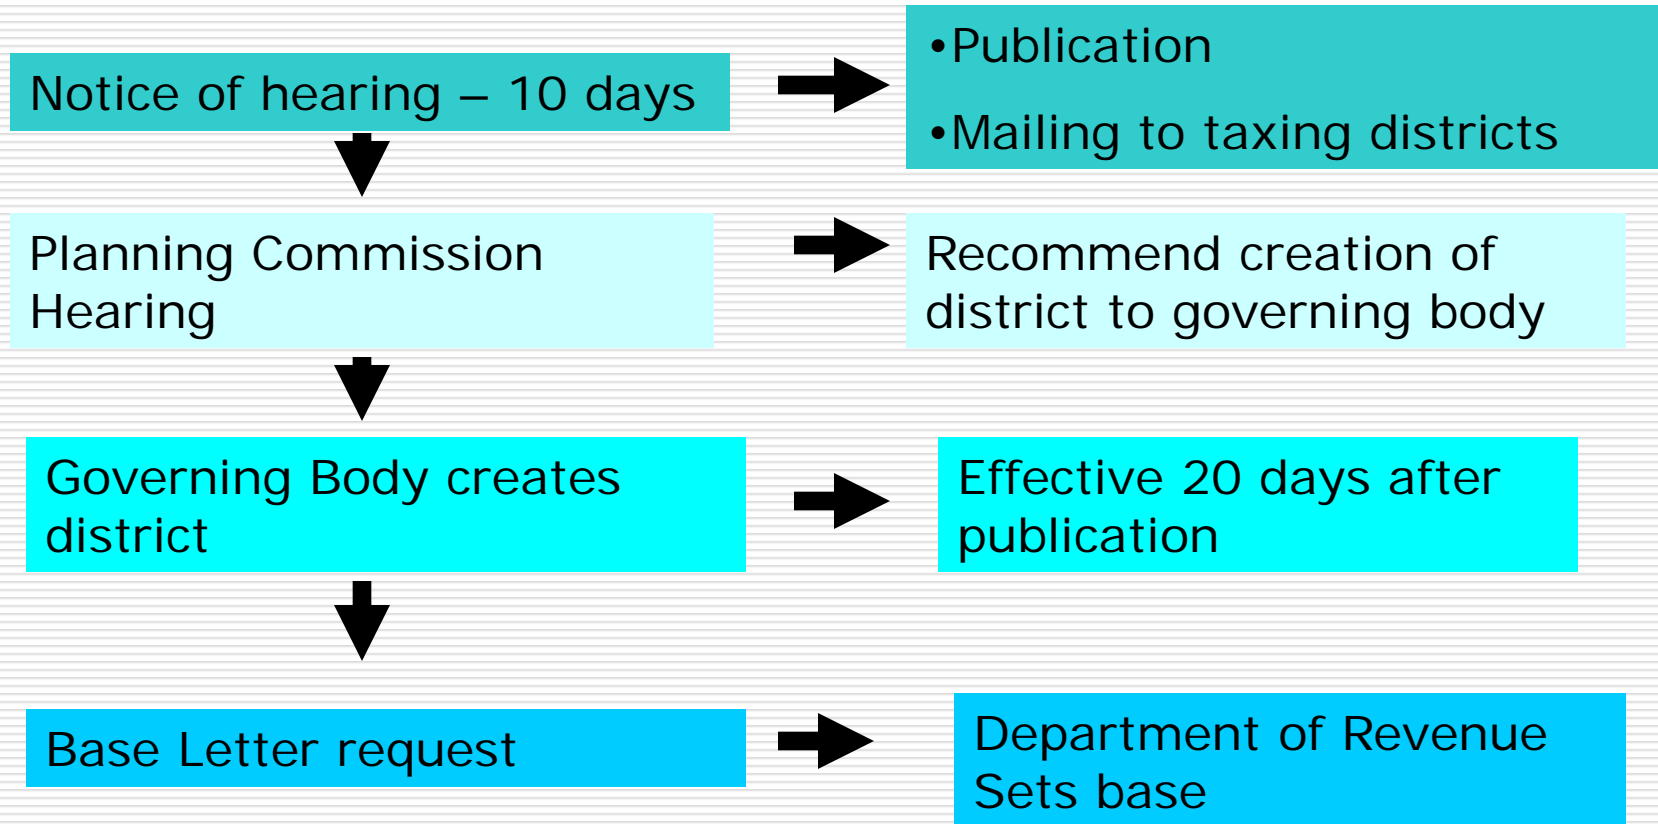 Notice of hearing – 10 days
•Publication
•Mailing to taxing districts
Planning Commission
Hearing
Recommend creation of
district to governing body
Governing Body creates
district
Effective 20 days after
publication
Base Letter request
Department of Revenue
Sets base